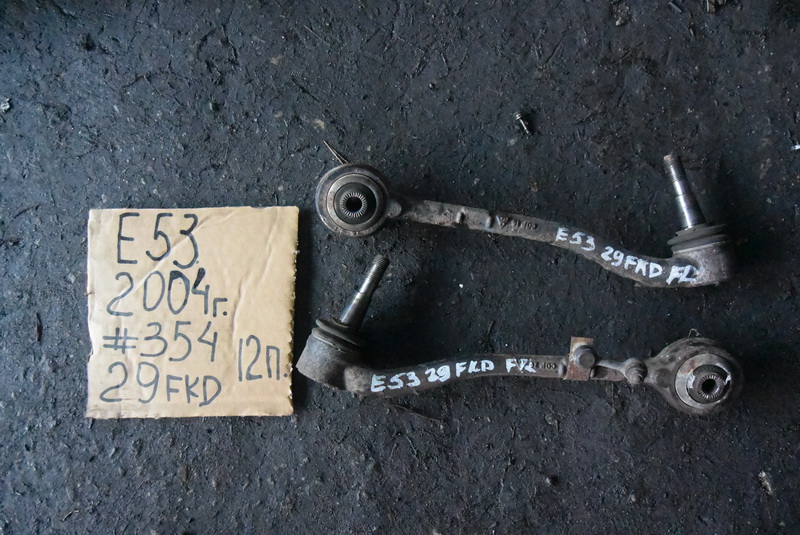 E53
2004г.
#354
29FKD
12п.
E53 29FKD FL
E53 29FKD FR